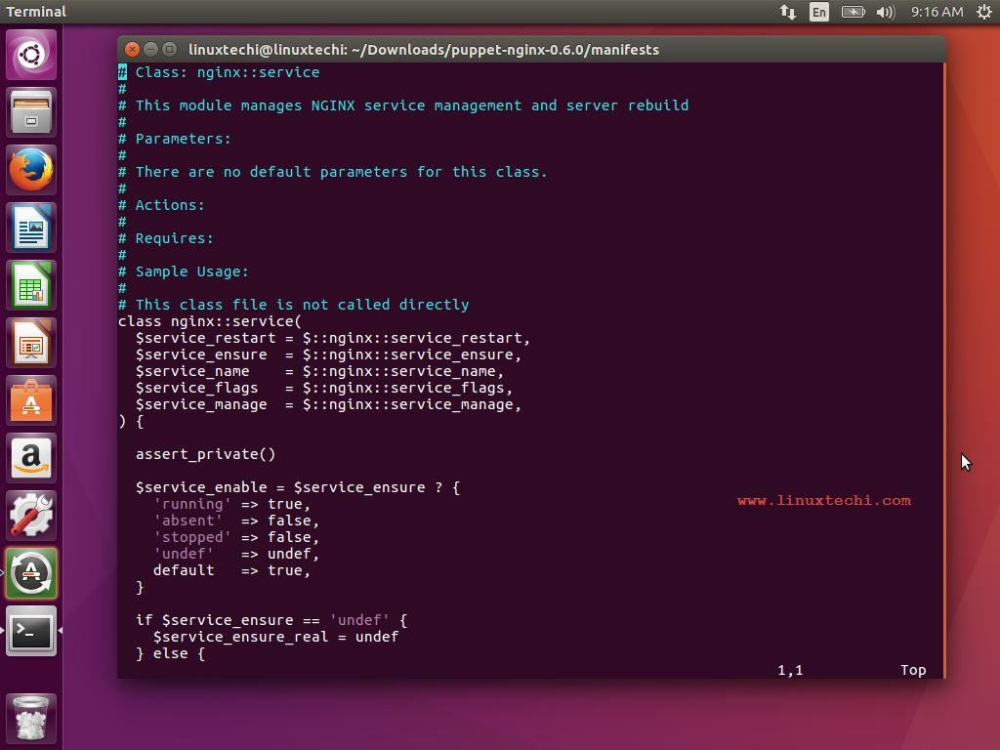 Terminal
En
9:16 AM
linuxtechi@linuxtechi: ~/Downloads/puppet-nginx-0.6.0/manifests
# Class: nginx::service
#
# This module manages NGINX service management and server rebuild
#
# Parameters:
#
# There are no default parameters for this class.
#
# Actions:
#
# Requires:
#
# Sample Usage:
#
# This class file is not called directly
class nginx::service(
  $service_restart = $::nginx::service_restart,
  $service_ensure  = $::nginx::service_ensure,
  $service_name    = $::nginx::service_name,
  $service_flags   = $::nginx::service_flags,
  $service_manage  = $::nginx::service_manage,
) {
  assert_private()
  $service_enable = $service_ensure ? {
    'running' => true,
    'absent'  => false,
    'stopped' => false,
    'undef'   => undef,
    default   => true,
  }
  if $service_ensure == 'undef' {
    $service_ensure_real = undef
  } else {
www.linuxtechi.com
1,1
Top